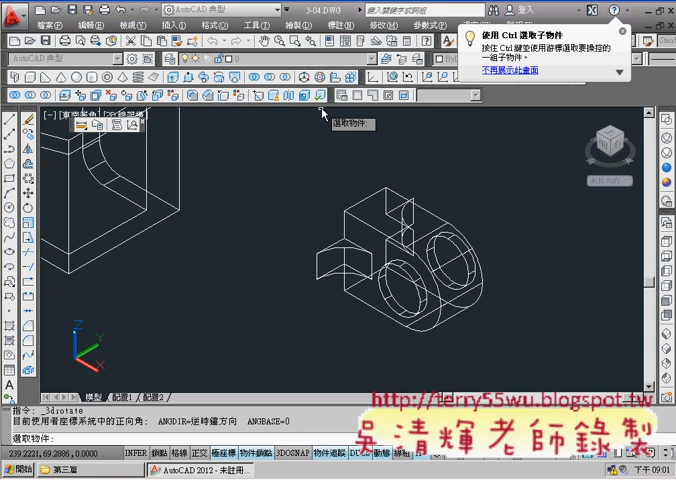 AutoCAD 典型
3-04.DWG
鍵入關鍵字或片語
登入
檔案(F) 編輯(E) 檢視(V) 插入(I) 格式(O) 工具(T) 繪製(D) 標註(N) 修改(M) 參數式(P)
使用 Ctrl 選取子物件
按住 Ctrl 鍵並使用游標選取要操控的
一組子物件。
不再展示此畫面
AutoCAD 典型
選取物件:
Z
Y
X
模型 配置1 配置2
指令: _3drotate
目前使用者座標系統中的正向角: ANGDIR=逆時鐘方向 ANGBASE=0
選取物件:
http://terry55wu.blogspot.tw
吳清輝老師錄製
239.2221, 69.2886, 0.0000
INFER 鎖點 格線 正交 極座標 物件鎖點 3DOSNAP 物件追蹤 DUCS 動態
開始 第三篇 AutoCAD 2012 - 未註冊... 下午 09:01